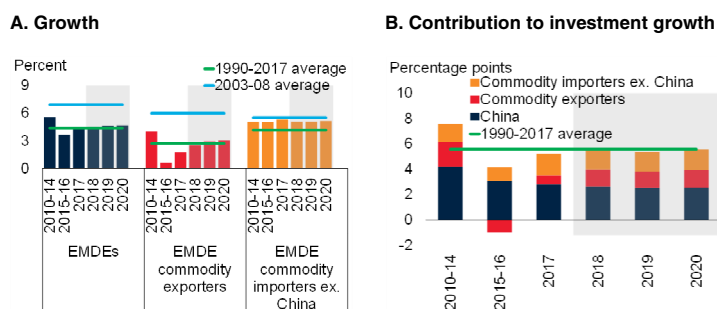 A. Growth
Percent
1990-2017 average
2003-08 average
9
6
3
0
2010-14
2015-16
2017
2018
2019
2020
2010-14
2015-16
2017
2018
2019
2020
2010-14
2015-16
2017
2018
2019
2020
EMDEs
EMDE
commodity
exporters
EMDE
commodity
importers ex.
China
B. Contribution to investment growth
Percentage points
Commodity importers ex. China
Commodity exporters
China
1990-2017 average
10
8
6
4
2
0
-2
2010-14
2015-16
2017
2018
2019
2020